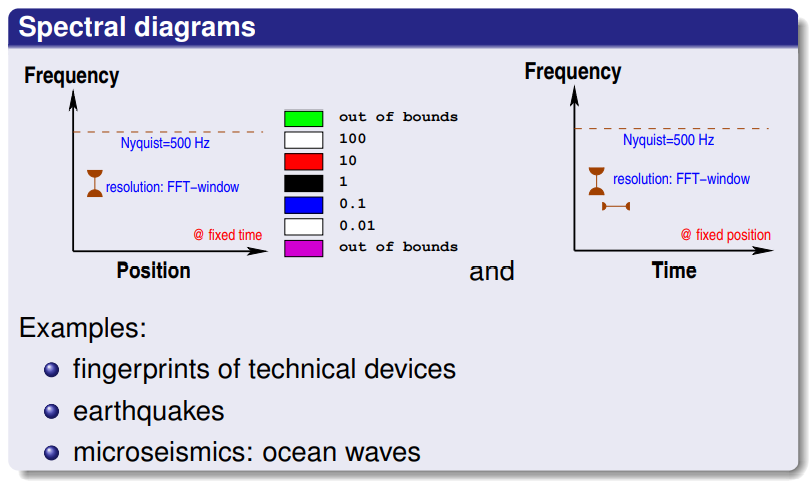 Spectral diagrams
Frequency
Nyquist=500 Hz
resolution: FFT−window
@ fixed time
Position
out of bounds
100
10
1
0.1
0.01
out of bounds
and
Frequency
Nyquist=500 Hz
resolution: FFT−window
@ fixed position
Time
Examples:
fingerprints of technical devices
earthquakes
microseismics: ocean waves